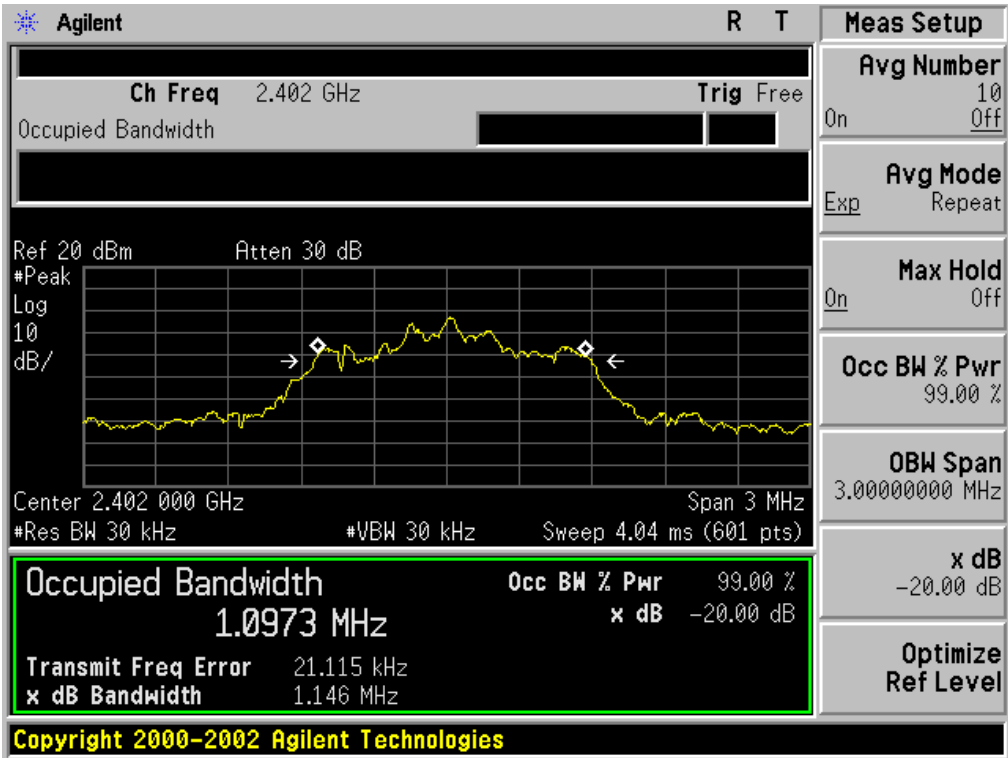 Agilent R T
Ch Freq 2.402 GHz Trig Free
Occupied Bandwidth
Ref 20 dBm Atten 30 dB
#Peak
Log
10
dB/
Center 2.402 000 GHz Span 3 MHz
#Res BW 30 kHz #VBW 30 kHz Sweep 4.04 ms (601 pts)
Occupied Bandwidth Occ BW % Pwr 99.00 %
1.0973 MHz x dB -20.00 dB
Transmit Freq Error 21.115 kHz
x dB Bandwidth 1.146 MHz
Copyright 2000-2002 Agilent Technologies
Meas Setup
Avg Number
10
On Off
Avg Mode
Exp Repeat
Max Hold
On Off
Occ BW % Pwr
99.00 %
OBW Span
3.00000000 MHz
x dB
-20.00 dB
Optimize
Ref Level